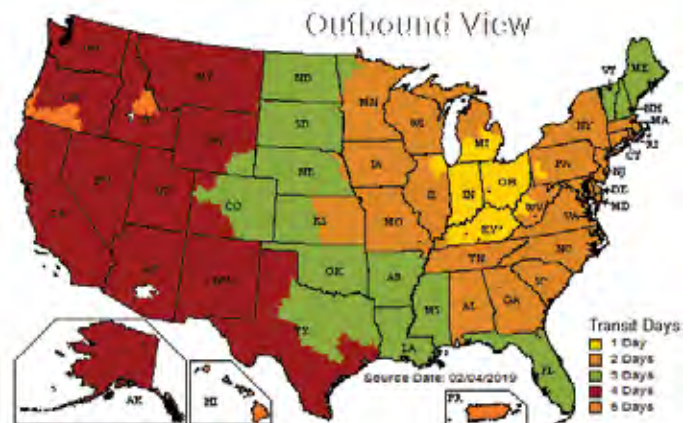 Outbound View
ND
MN
SD
WI
MI
NY
VT
ME
NH
MA
RI
CT
NE
IA
IL
IN
OH
PA
NJ
DE
MD
CO
KS
MO
KY
WV
VA
OK
AR
TN
NC
TX
LA
MS
AL
GA
SC
FL
AK
HI
PR
Source Date: 02/04/2019
Transit Days
1 Day
2 Days
3 Days
4 Days
5 Days